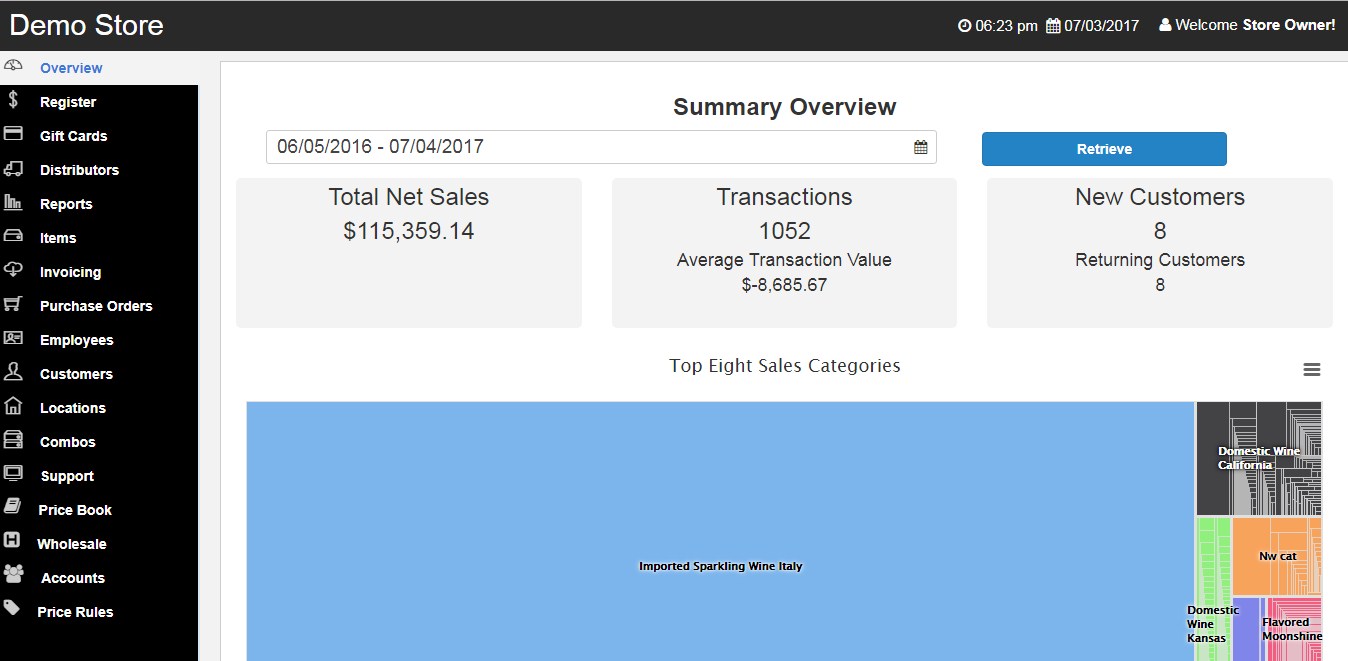 Demo Store
06:23 pm 07/03/2017 Welcome Store Owner!
Overview
Register
Gift Cards
Distributors
Reports
Items
Invoicing
Purchase Orders
Employees
Customers
Locations
Combos
Support
Price Book
Wholesale
Accounts
Price Rules
Summary Overview
06/05/2016 - 07/04/2017
Retrieve
Total Net Sales
$115,359.14
Transactions
1052
Average Transaction Value
$-8,685.67
New Customers
8
Returning Customers
8
Top Eight Sales Categories
Imported Sparkling Wine Italy
Domestic Wine
California
Nw cat
Domestic
Wine
Kansas
Flavored
Moonshine